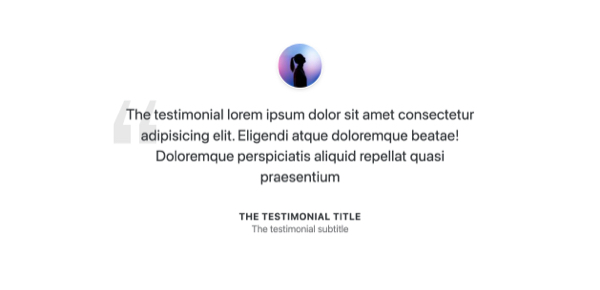 “
The testimonial lorem ipsum dolor sit amet consectetur
adipisicing elit. Eligendi atque doloremque beatae!
Doloremque perspiciatis aliquid repellat quasi
praesentium
THE TESTIMONIAL TITLE
The testimonial subtitle